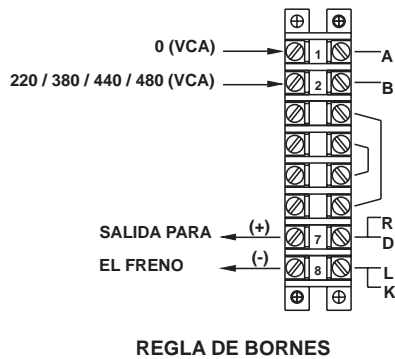 0 (VCA)
1
A
220 / 380 / 440 / 480 (VCA)
2
B
SALIDA PARA
(+)
7
R
D
EL FRENO
(-)
8
L
K
REGLA DE BORNES